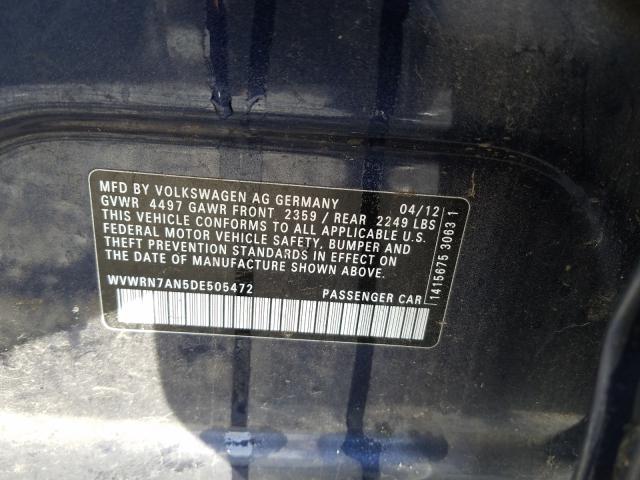 MFD BY VOLKSWAGEN AG GERMANY 04/12
GVWR 4497 GAWR FRONT 2359 / REAR 2249 LBS
THIS VEHICLE CONFORMS TO ALL APPLICABLE U.S.
FEDERAL MOTOR VEHICLE SAFETY, BUMPER AND
THEFT PREVENTION STANDARDS IN EFFECT ON
THE DATE OF MANUFACTURE SHOWN ABOVE.
WVWRN7AN5DE505472 PASSENGER CAR
1415675 3063 1